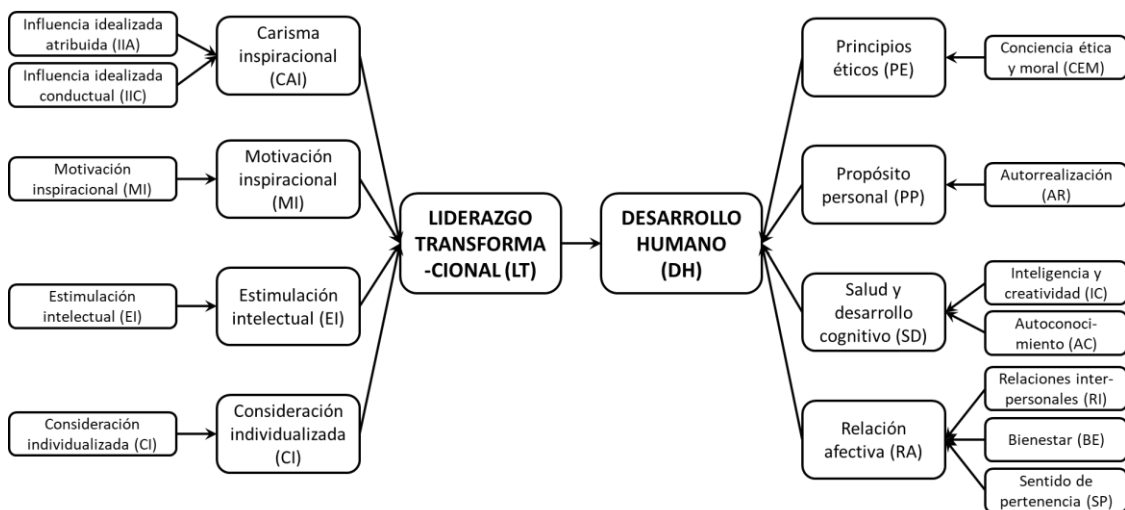 Influencia idealizada
atribuida (IIA)
Influencia idealizada
conductual (IIC)
Carisma
inspiracional
(CAI)
Motivación
inspiracional (MI)
Motivación
inspiracional
(MI)
Estimulación
intelectual (EI)
Estimulación
intelectual (EI)
Consideración
individualizada (CI)
Consideración
individualizada
(CI)
LIDERAZGO
TRANSFORMA
-CIONAL (LT)
DESARROLLO
HUMANO
(DH)
Principios
éticos (PE)
Conciencia ética
y moral (CEM)
Propósito
personal (PP)
Autorrealización
(AR)
Salud y
desarrollo
cognitivo (SD)
Inteligencia y
creatividad (IC)
Autoconoci-
miento (AC)
Relación
afectiva (RA)
Relaciones inter-
personales (RI)
Bienestar (BE)
Sentido de
pertenencia (SP)